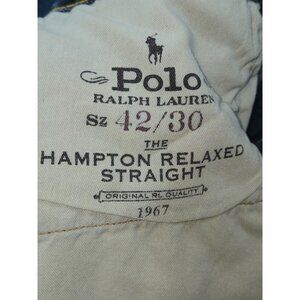 Polo
RALPH LAUREN
Sz 42/30
THE
HAMPTON RELAXED
STRAIGHT
ORIGINAL RL QUALITY
1967